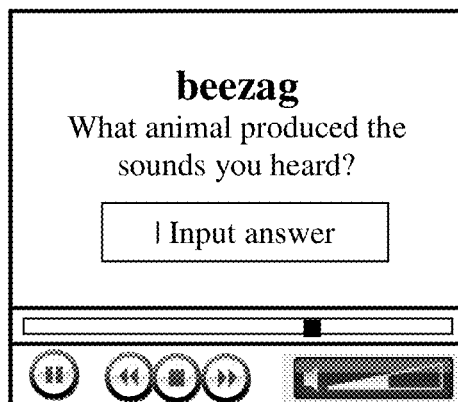 beezag
What animal produced the
sounds you heard?
Input answer